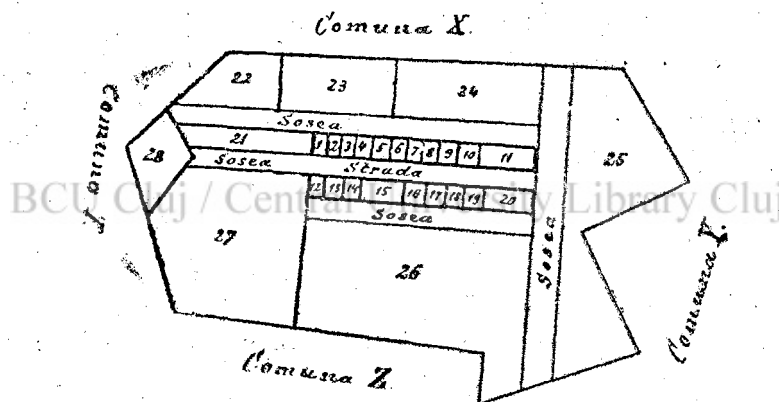 Comuna X.
22 23 24
Sosea
Comuna Y.
21
1 2 3 4 5 6 7 8 9 10 11
28
25
Sosea Strada
12 13 14 15 16 17 18 19 20
BCU Cluj / Central University Library Cluj
Sosea
27
26
Sosea
Comuna Y.
Comuna Z.